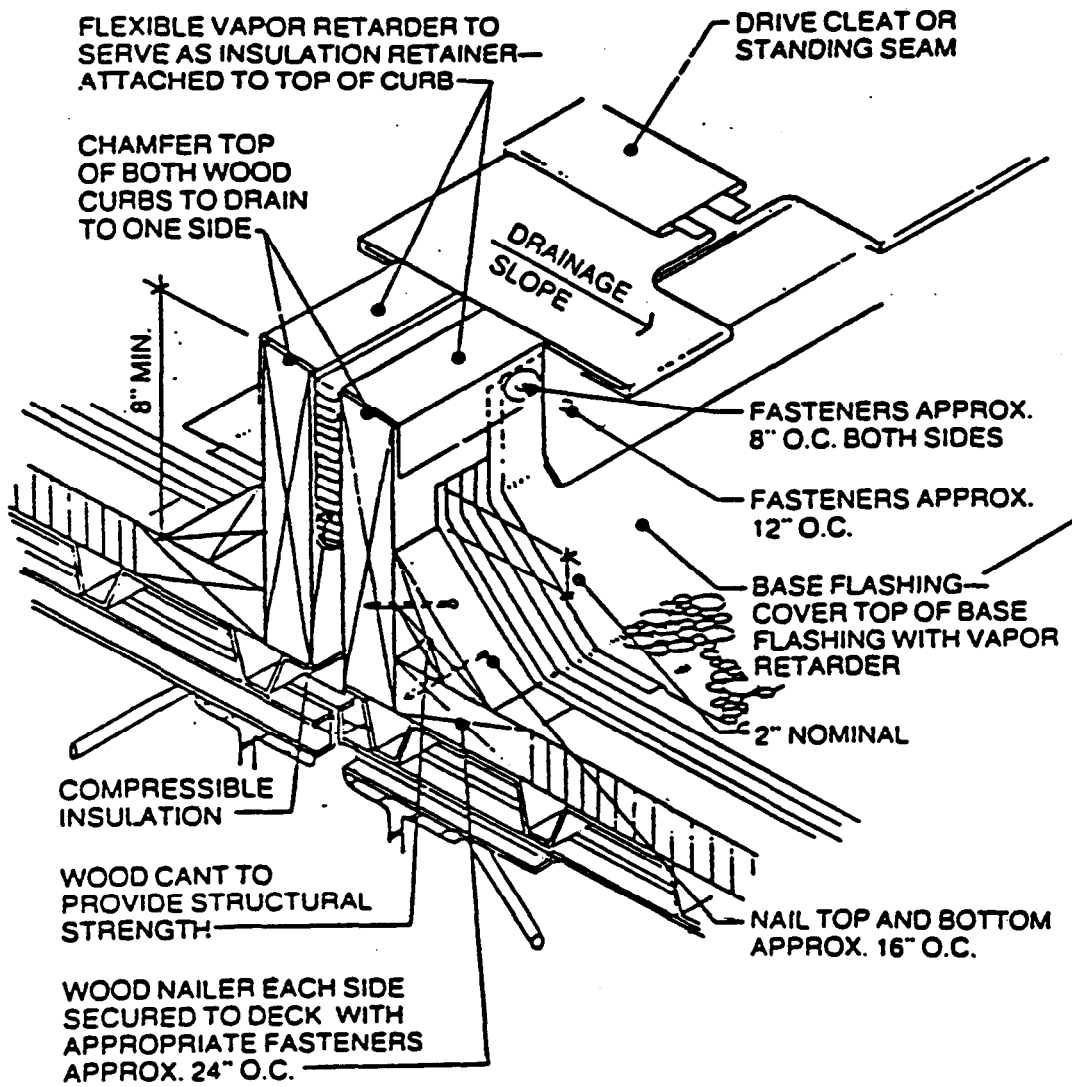 FLEXIBLE VAPOR RETARDER TO
SERVE AS INSULATION RETAINER
ATTACHED TO TOP OF CURB
DRIVE CLEAT OR
STANDING SEAM
CHAMFER TOP
OF BOTH WOOD
CURBS TO DRAIN
TO ONE SIDE
DRAINAGE
SLOPE
8" MIN.
FASTENERS APPROX.
8" O.C. BOTH SIDES
FASTENERS APPROX.
12" O.C.
BASE FLASHING—
COVER TOP OF BASE
FLASHING WITH VAPOR
RETARDER
2" NOMINAL
COMPRESSIBLE
INSULATION
WOOD CANT TO
PROVIDE STRUCTURAL
STRENGTH
NAIL TOP AND BOTTOM
APPROX. 16" O.C.
WOOD NAILER EACH SIDE
SECURED TO DECK WITH
APPROPRIATE FASTENERS
APPROX. 24" O.C.